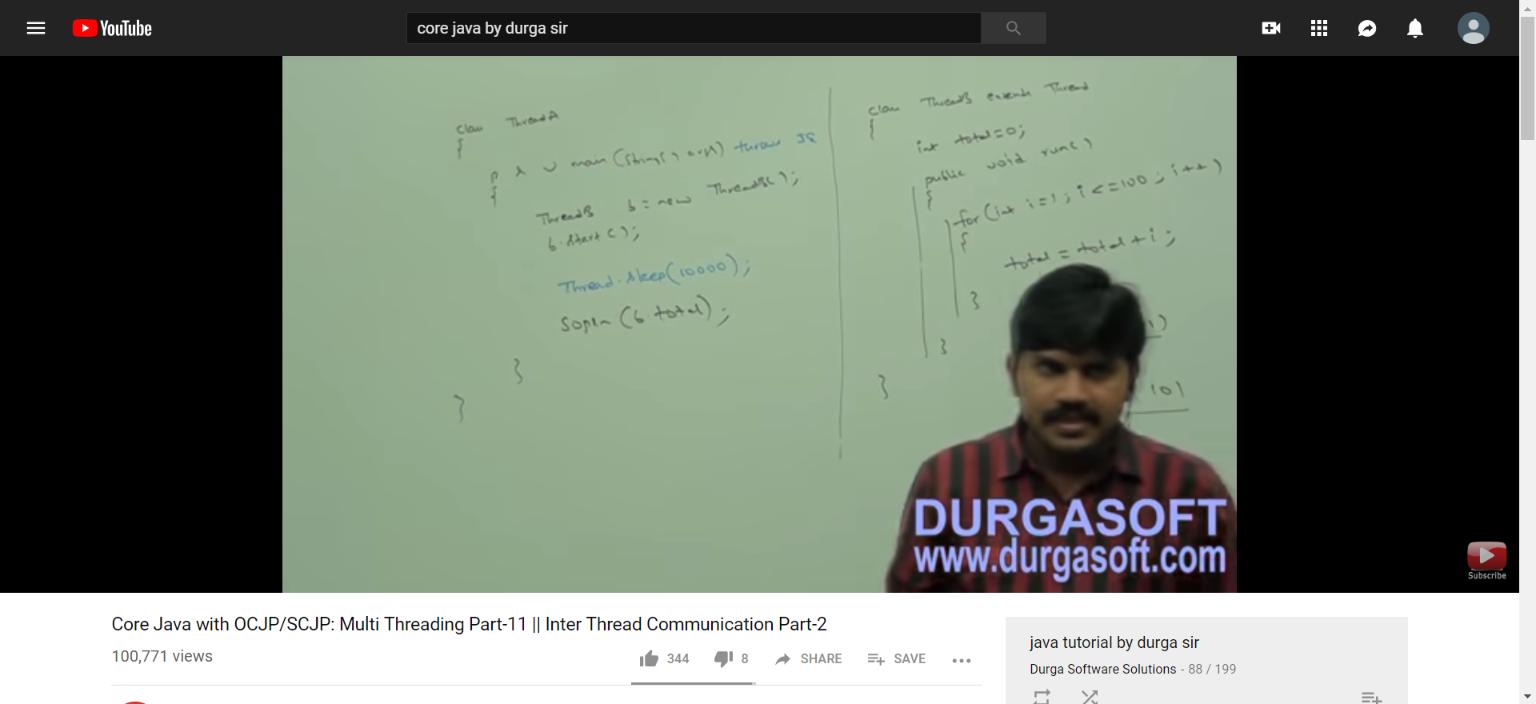 YouTube
core java by durga sir
class ThreadA
{
p s v main(String[] args) throws IE
{
ThreadB b = new ThreadB();
b.start();
Thread.sleep(10000);
sopln(b.total);
}
}
class ThreadB extends Thread
{
int total=0;
public void run()
{
for(int i=1; i<=100; i++)
{
total = total+i;
}
}
}
DURGASOFT
www.durgasoft.com
Subscribe
Core Java with OCJP/SCJP: Multi Threading Part-11 || Inter Thread Communication Part-2
100,771 views
344
8
SHARE
SAVE
java tutorial by durga sir
Durga Software Solutions - 88 / 199